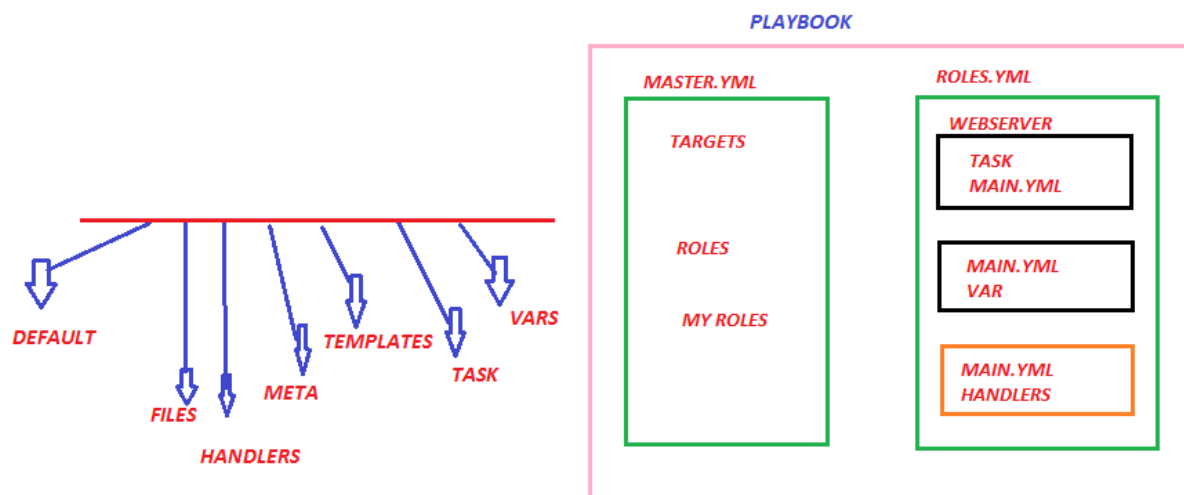 PLAYBOOK
MASTER.YML
TARGETS
ROLES
MY ROLES
ROLES.YML
WEBSERVER
TASK
MAIN.YML
MAIN.YML
VAR
MAIN.YML
HANDLERS
DEFAULT
FILES
HANDLERS
META
TEMPLATES
TASK
VARS